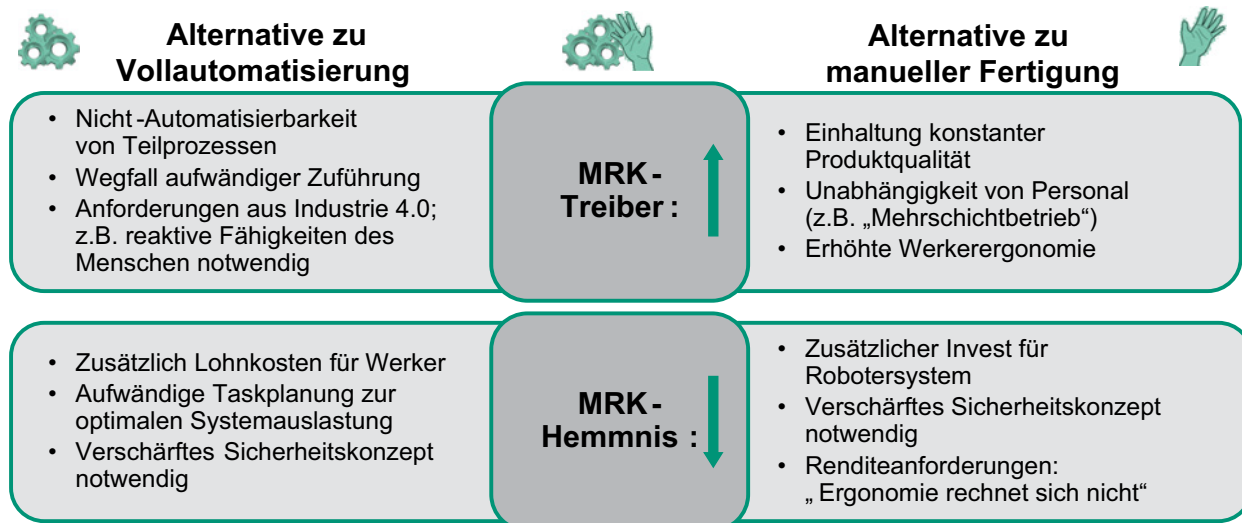 Alternative zu
Vollautomatisierung
Alternative zu
manueller Fertigung
• Nicht-Automatisierbarkeit
von Teilprozessen
• Wegfall aufwändiger Zuführung
• Anforderungen aus Industrie 4.0;
z.B. reaktive Fähigkeiten des
Menschen notwendig
MRK-
Treiber:
• Einhaltung konstanter
Produktqualität
• Unabhängigkeit von Personal
(z.B. „Mehrschichtbetrieb“)
• Erhöhte Werkerergonomie
• Zusätzlich Lohnkosten für Werker
• Aufwändige Taskplanung zur
optimalen Systemauslastung
• Verschärftes Sicherheitskonzept
notwendig
MRK-
Hemmnis:
• Zusätzlicher Invest für
Robotersystem
• Verschärftes Sicherheitskonzept
notwendig
• Renditeanforderungen:
„Ergonomie rechnet sich nicht“